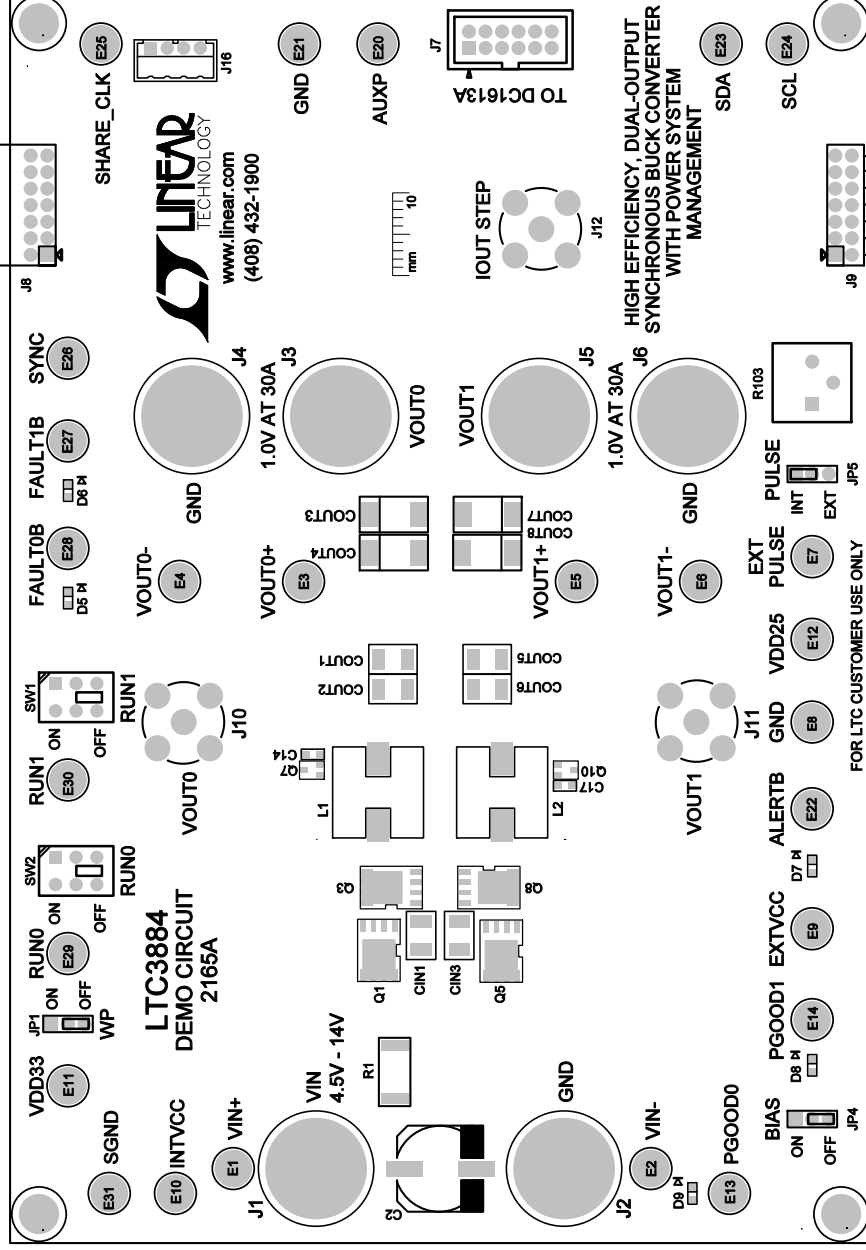 SHARE_CLK
E25
J16
GND
E21
AUXP
E20
J7
TO DC1613A
SDA
E23
SCL
E24
J8
LINEAR
TECHNOLOGY
www.linear.com
(408) 432-1900
mm
10
IOUT STEP
J12
HIGH EFFICIENCY, DUAL-OUTPUT
SYNCHRONOUS BUCK CONVERTER
WITH POWER SYSTEM
MANAGEMENT
J9
SYNC
E26
FAULT1B
E27
D6
FAULT0B
E28
D5
GND
J4
1.0V AT 30A
J3
VOUT0
VOUT1
J5
1.0V AT 30A
J6
GND
R103
PULSE
INT
EXT
JP5
VOUT0-
E4
VOUT0+
E3
COUT3
COUT4
COUT7
COUT8
VOUT1+
E5
VOUT1-
E6
EXT
PULSE
E7
COUT1
COUT2
COUT5
COUT6
VDD25
E12
SW1
ON
OFF
RUN1
RUN1
E30
VOUT0
J10
C14
Q7
L1
L2
Q10
C17
VOUT1
J11
GND
E8
FOR LTC CUSTOMER USE ONLY
ALERTB
E22
D7
SW2
ON
OFF
RUN0
RUN0
E29
LTC3884
DEMO CIRCUIT
2165A
Q3
Q8
Q1
CIN1
CIN3
Q5
EXTVCC
E9
JP1
ON
OFF
WP
VDD33
E11
VIN
4.5V - 14V
R1
GND
PGOOD1
E14
D8
BIAS
ON
OFF
JP4
SGND
E31
INTVCC
E10
VIN+
E1
J1
J2
VIN-
E2
D9
PGOOD0
E13